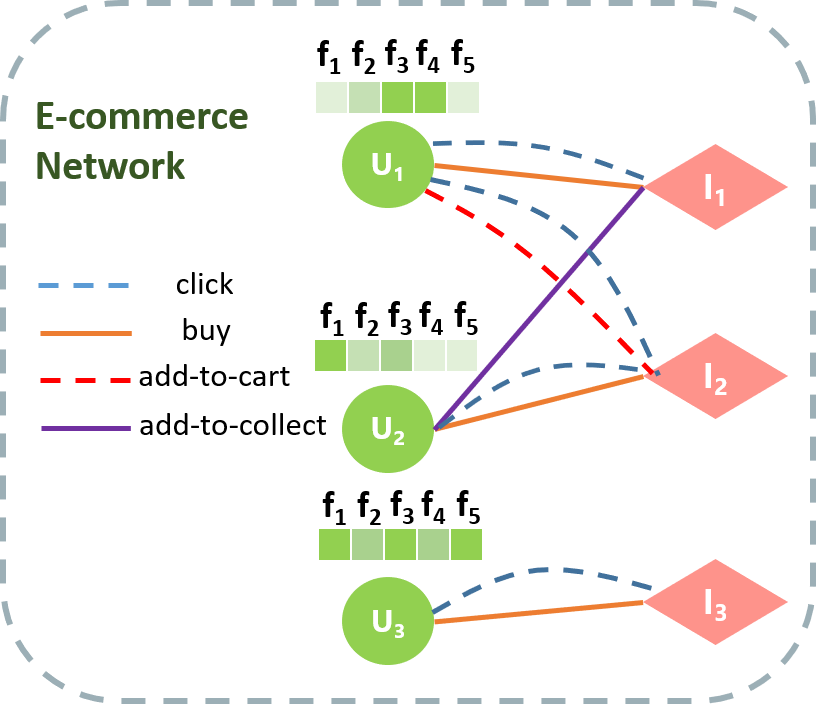 f₁ f₂ f₃ f₄ f₅
E-commerce
Network
U₁
I₁
click
buy
add-to-cart
add-to-collect
f₁ f₂ f₃ f₄ f₅
U₂
I₂
f₁ f₂ f₃ f₄ f₅
U₃
I₃